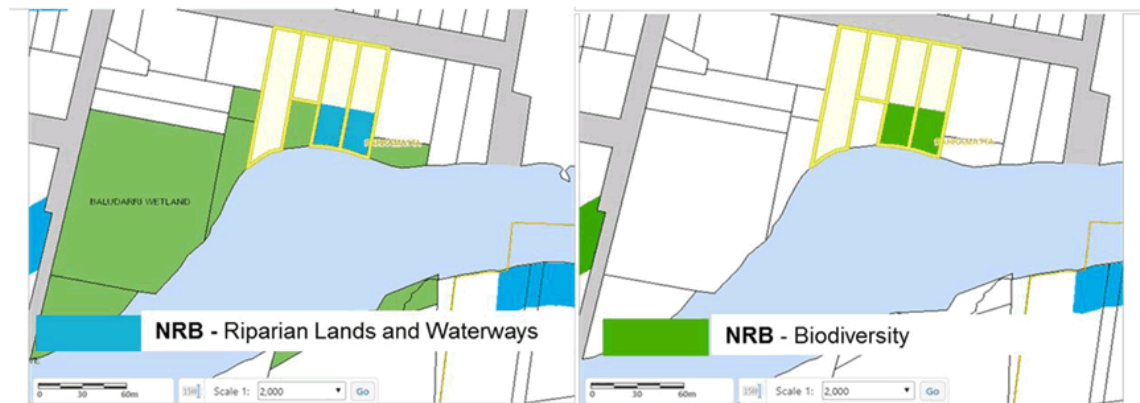 BALUDARRI WETLAND
NRB - Riparian Lands and Waterways
0 30 60m
Scale 1: 2,000 Go
NRB - Biodiversity
0 30 60m
Scale 1: 2,000 Go